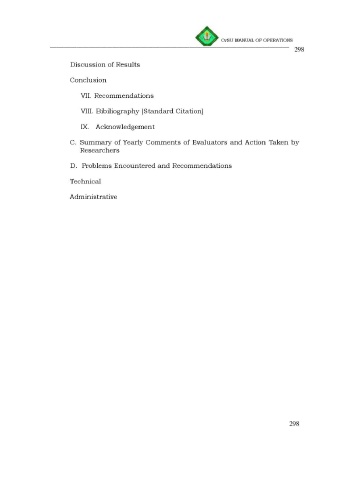 CvSU MANUAL OF OPERATIONS
298
Discussion of Results
Conclusion
VII. Recommendations
VIII. Bibiliography (Standard Citation)
IX. Acknowledgement
C. Summary of Yearly Comments of Evaluators and Action Taken by
Researchers
D. Problems Encountered and Recommendations
Technical
Administrative
298